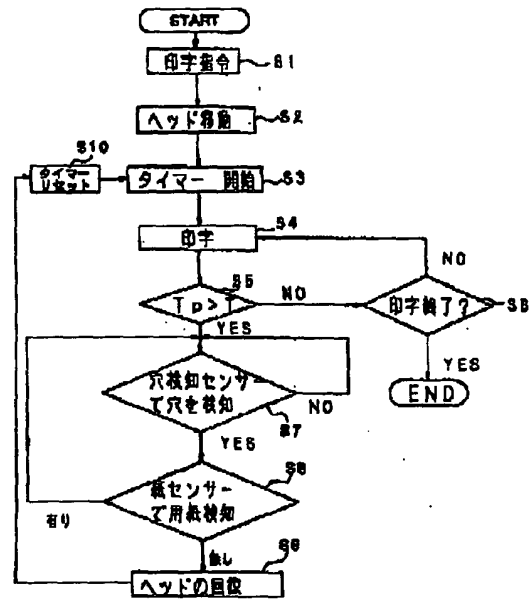 START
印字指令
S1
ヘッド移動
S2
S10
タイマー
リセット
タイマー 開始
S3
印字
S4
S5
Tp>T
NO
NO
印字終了?
S6
YES
YES
END
穴検知センサー
で穴を検知
NO
S7
YES
紙センサー
で用紙検知
S8
有り
無し
S9
ヘッドの回復